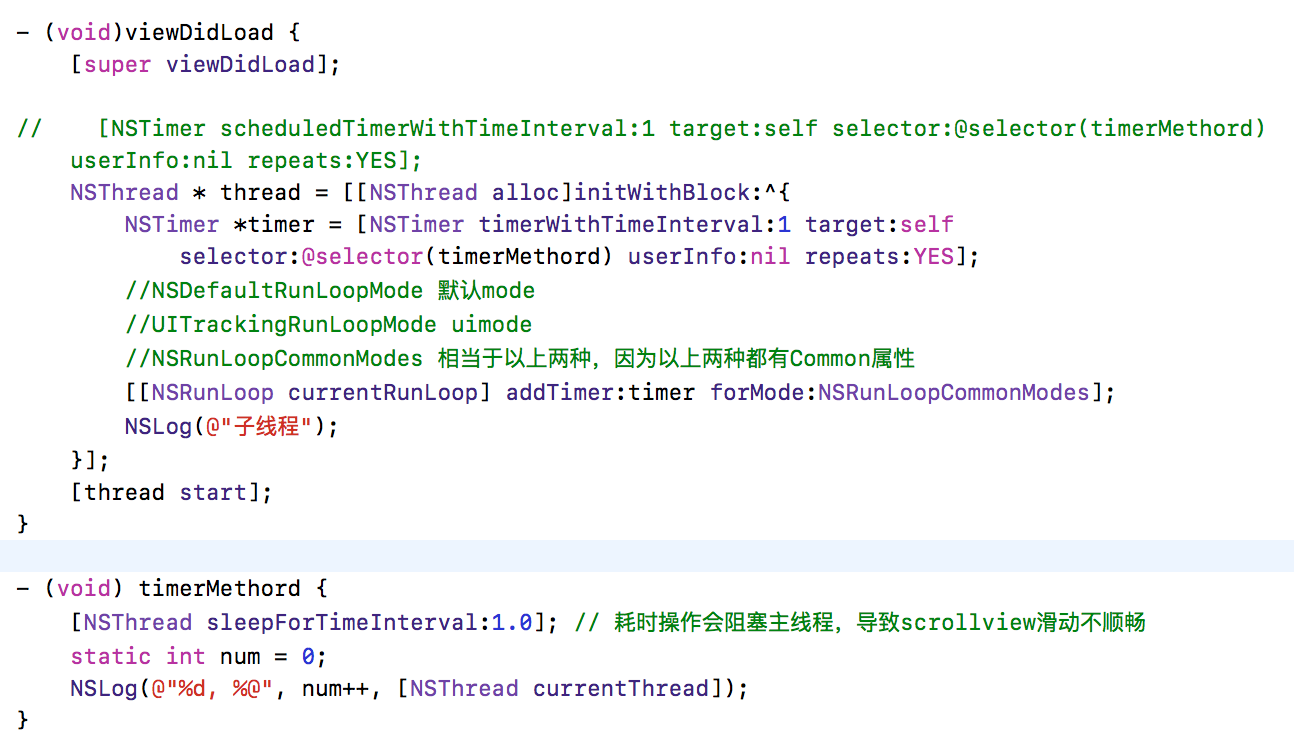 - (void)viewDidLoad {
    [super viewDidLoad];
//    [NSTimer scheduledTimerWithTimeInterval:1 target:self selector:@selector(timerMethord)
    userInfo:nil repeats:YES];
    NSThread * thread = [[NSThread alloc]initWithBlock:^{
        NSTimer *timer = [NSTimer timerWithTimeInterval:1 target:self
            selector:@selector(timerMethord) userInfo:nil repeats:YES];
        //NSDefaultRunLoopMode 默认mode
        //UITrackingRunLoopMode uimode
        //NSRunLoopCommonModes 相当于以上两种，因为以上两种都有Common属性
        [[NSRunLoop currentRunLoop] addTimer:timer forMode:NSRunLoopCommonModes];
        NSLog(@"子线程");
    }];
    [thread start];
}
- (void) timerMethord {
    [NSThread sleepForTimeInterval:1.0]; // 耗时操作会阻塞主线程，导致scrollview滑动不顺畅
    static int num = 0;
    NSLog(@"%d, %@", num++, [NSThread currentThread]);
}